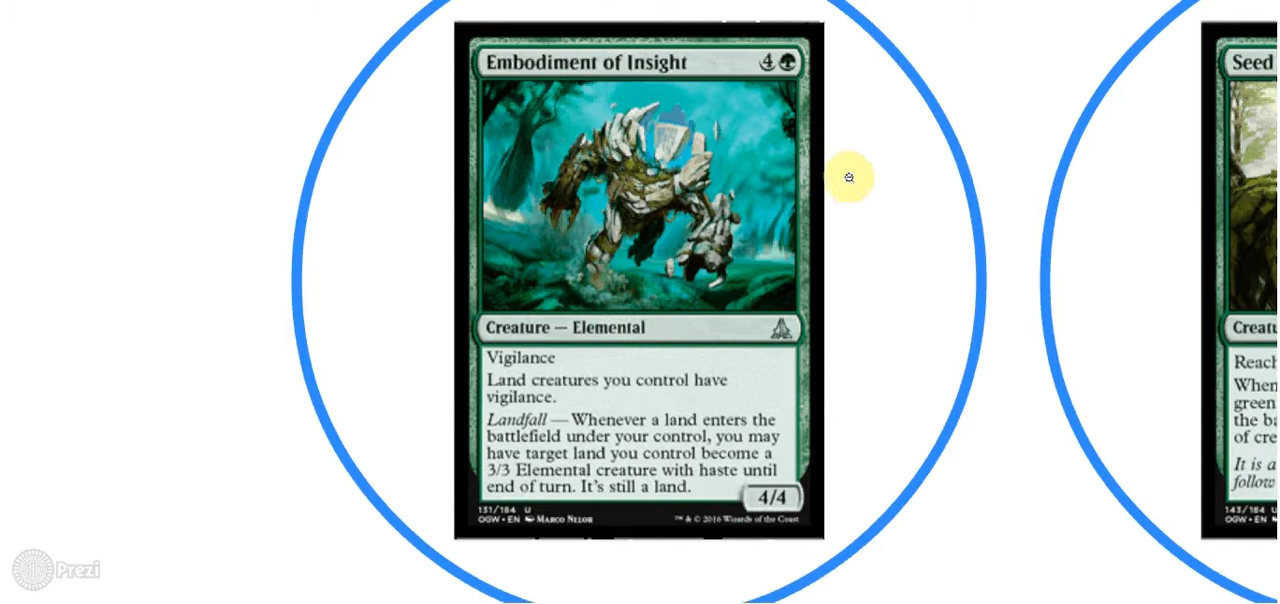 Embodiment of Insight 4
Creature — Elemental
Vigilance
Land creatures you control have
vigilance.
Landfall — Whenever a land enters the
battlefield under your control, you may
have target land you control become a
3/3 Elemental creature with haste until
end of turn. It's still a land.
4/4
131/184 U
OGW • EN Marco Nelor
™ & © 2016 Wizards of the Coast
Seed
Creatu
Reach
When
green
the ba
of cre
It is a
follow
143/184 U
OGW • EN
Prezi